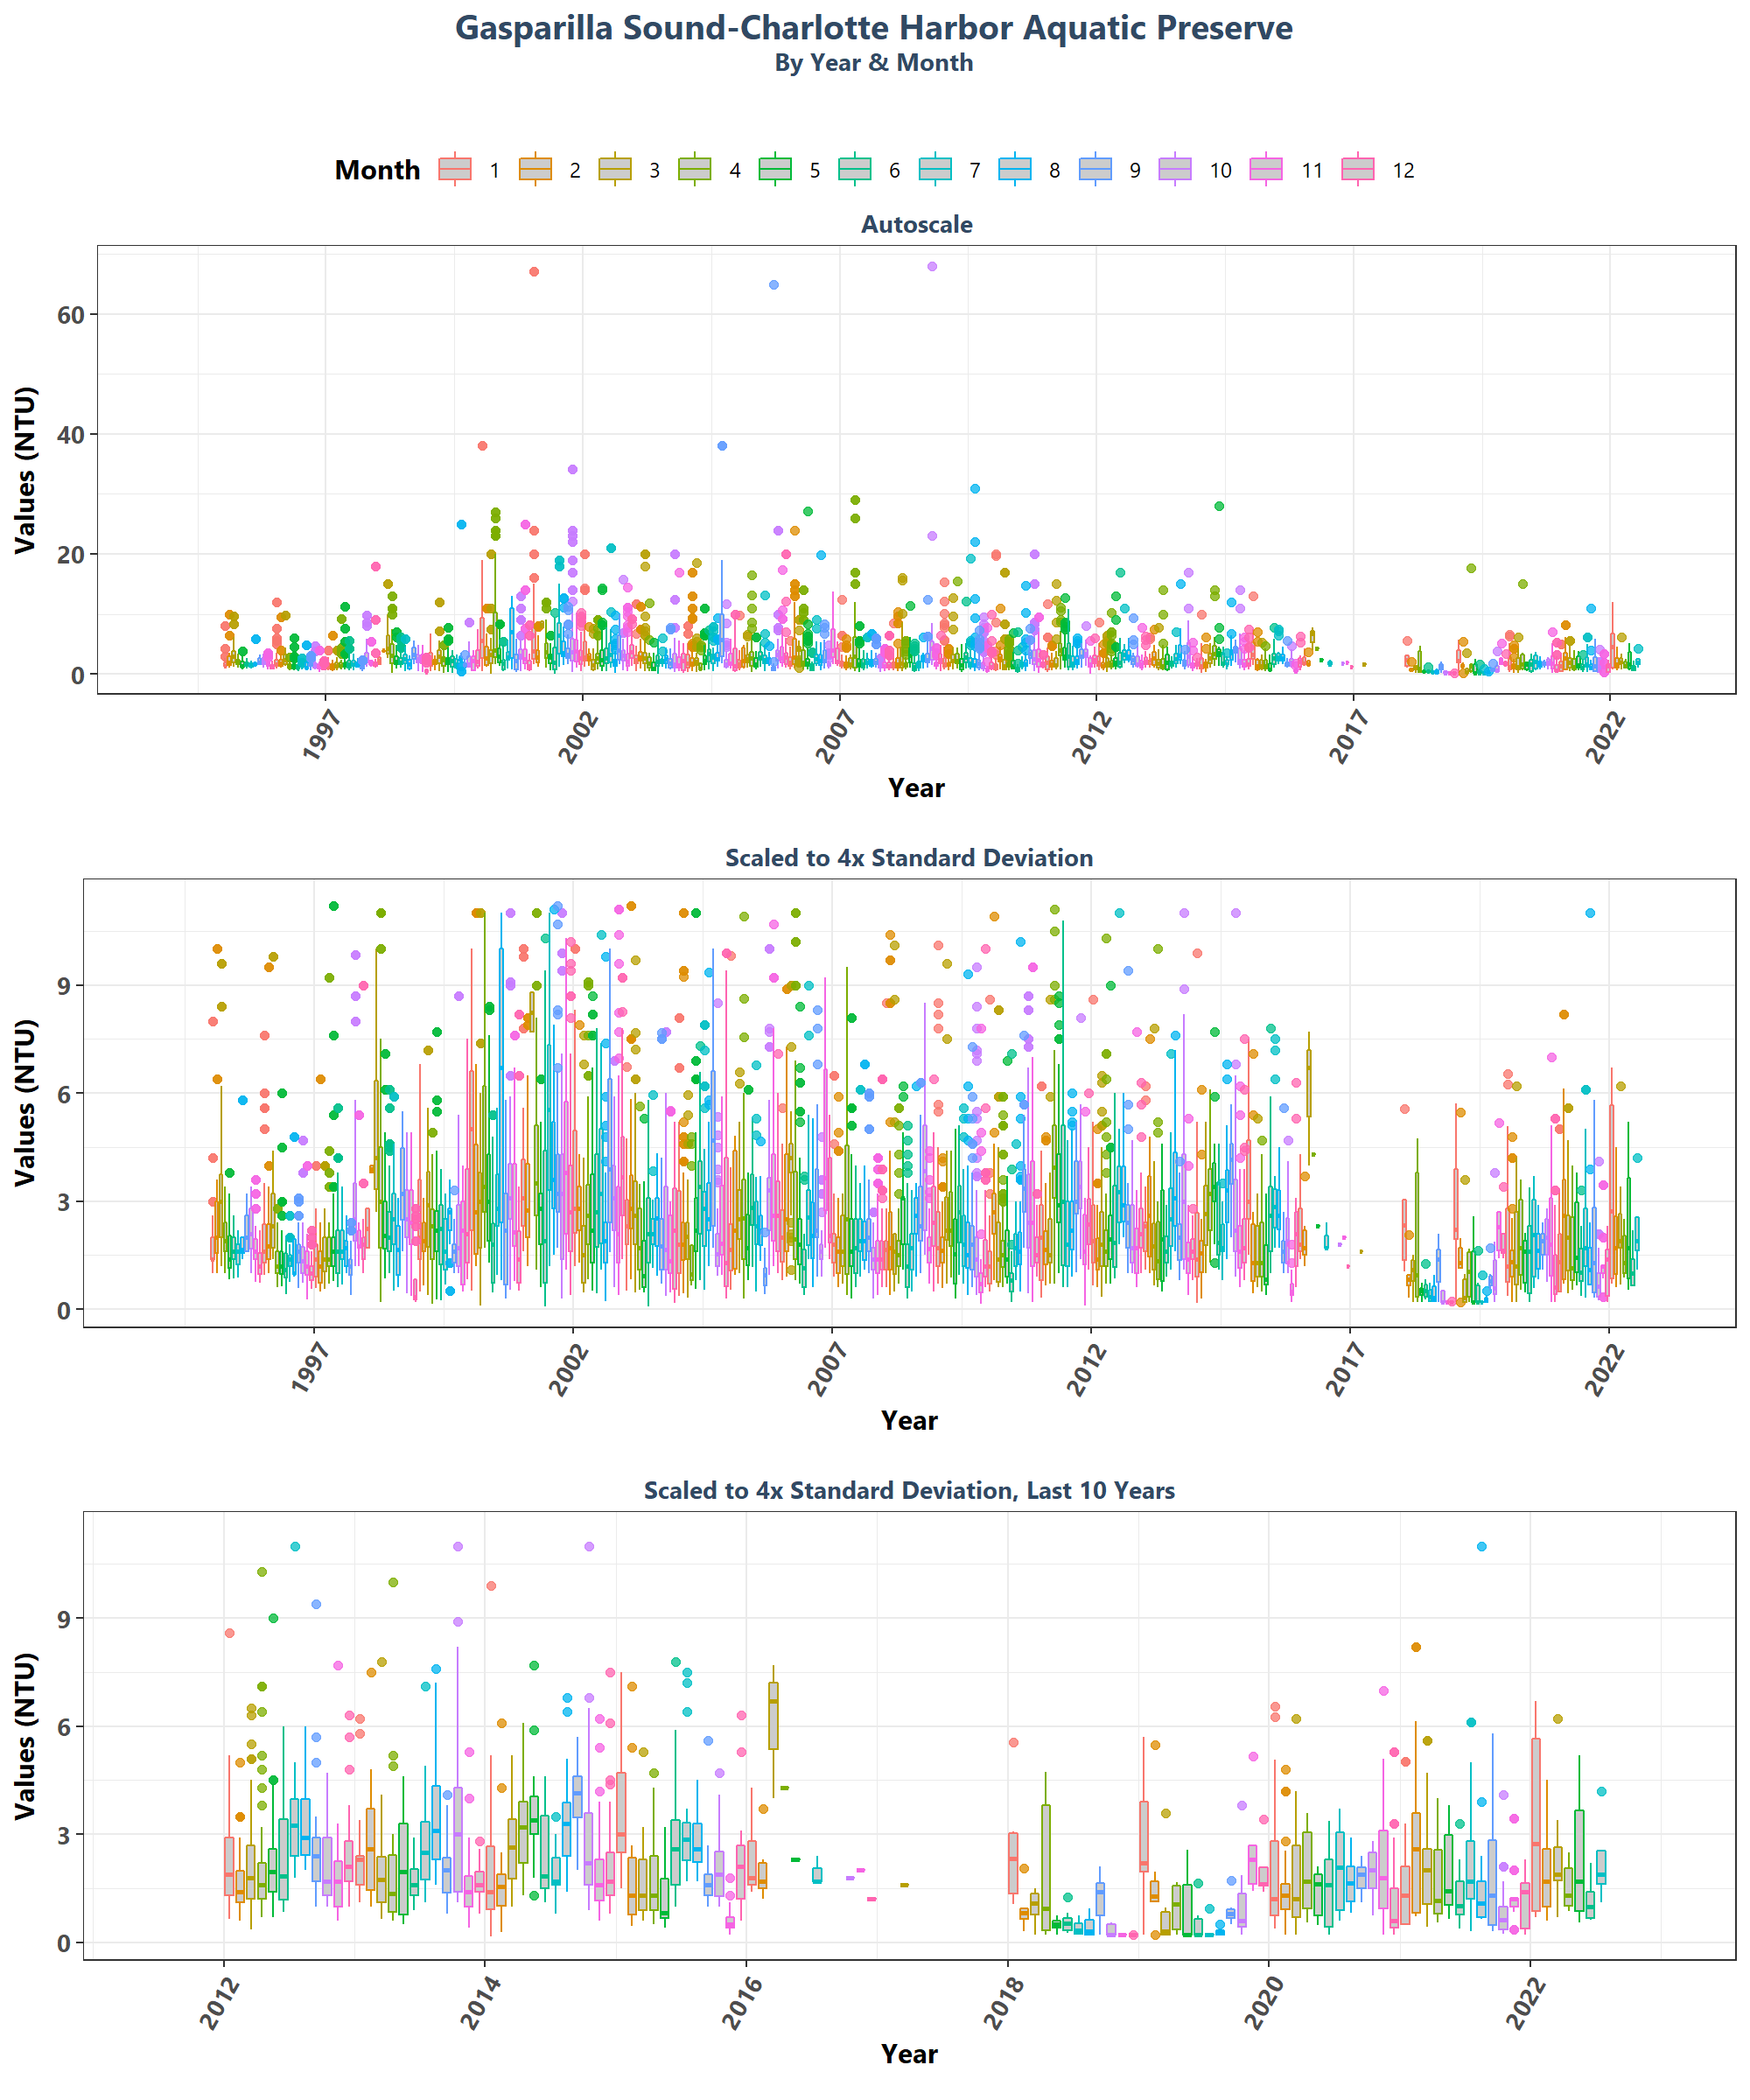 Gasparilla Sound-Charlotte Harbor Aquatic Preserve
By Year & Month
Month 1 2 3 4 5 6 7 8 9 10 11 12
Autoscale
Values (NTU)
60
40
20
0
1997 2002 2007 2012 2017 2022
Year
Scaled to 4x Standard Deviation
Values (NTU)
9
6
3
0
1997 2002 2007 2012 2017 2022
Year
Scaled to 4x Standard Deviation, Last 10 Years
Values (NTU)
9
6
3
0
2012 2014 2016 2018 2020 2022
Year